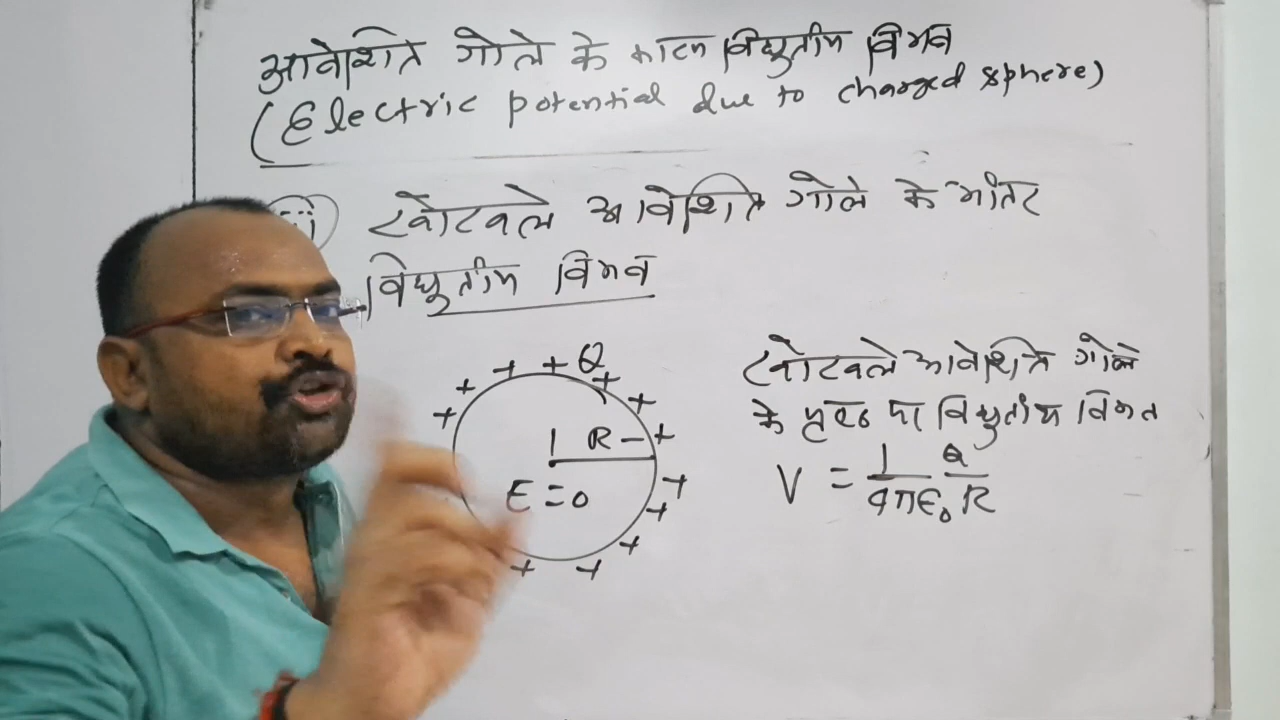 आवेशित गोले के कारण विद्युतीय विभव
(Electric potential due to charged sphere)
खोखले आवेशित गोले के भीतर
विद्युतीय विभव
+ + + Q + + + + + + + + +
R
E = 0
खोखले आवेशित गोले
के पृष्ठ पर विद्युतीय विभव
V = 1/4πε₀ Q/R